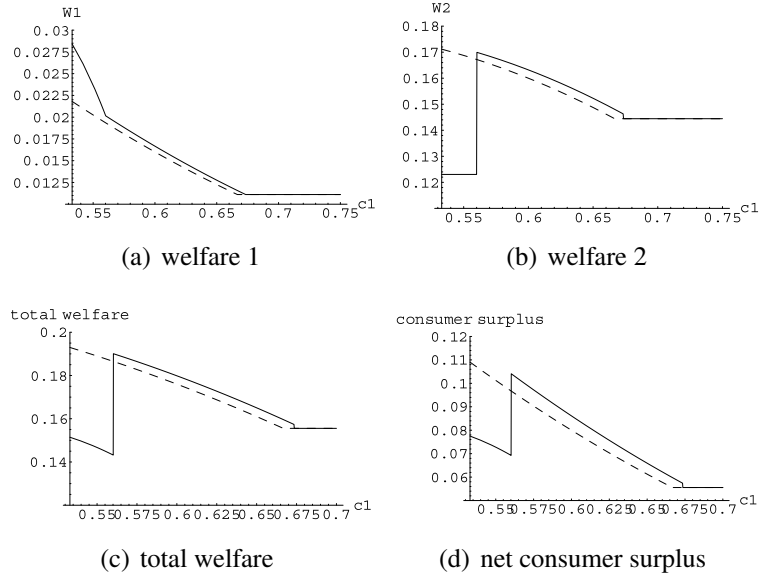 W1
0.03
0.0275
0.025
0.0225
0.02
0.0175
0.015
0.0125
0.55 0.6 0.65 0.7 0.75 c1
(a) welfare 1
W2
0.18
0.17
0.16
0.15
0.14
0.13
0.12
0.55 0.6 0.65 0.7 0.75 c1
(b) welfare 2
total welfare
0.2
0.18
0.16
0.14
0.55 0.575 0.6 0.625 0.65 0.675 0.7 c1
(c) total welfare
consumer surplus
0.12
0.11
0.1
0.09
0.08
0.07
0.06
0.55 0.575 0.6 0.625 0.65 0.675 0.7 c1
(d) net consumer surplus